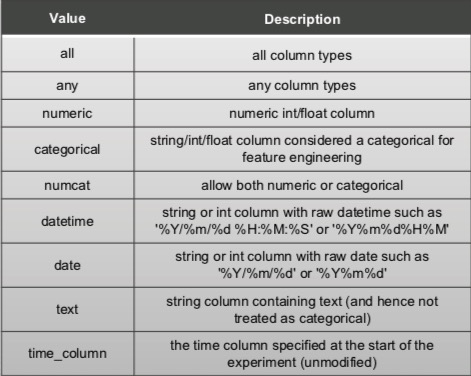 Value Description
all all column types
any any column types
numeric numeric int/float column
categorical string/int/float column considered a categorical for
feature engineering
numcat allow both numeric or categorical
datetime string or int column with raw datetime such as
'%Y/%m/%d %H:%M:%S' or '%Y%m%d%H%M'
date string or int column with raw date such as
'%Y/%m/%d' or '%Y%m%d'
text string column containing text (and hence not
treated as categorical)
time_column the time column specified at the start of the
experiment (unmodified)